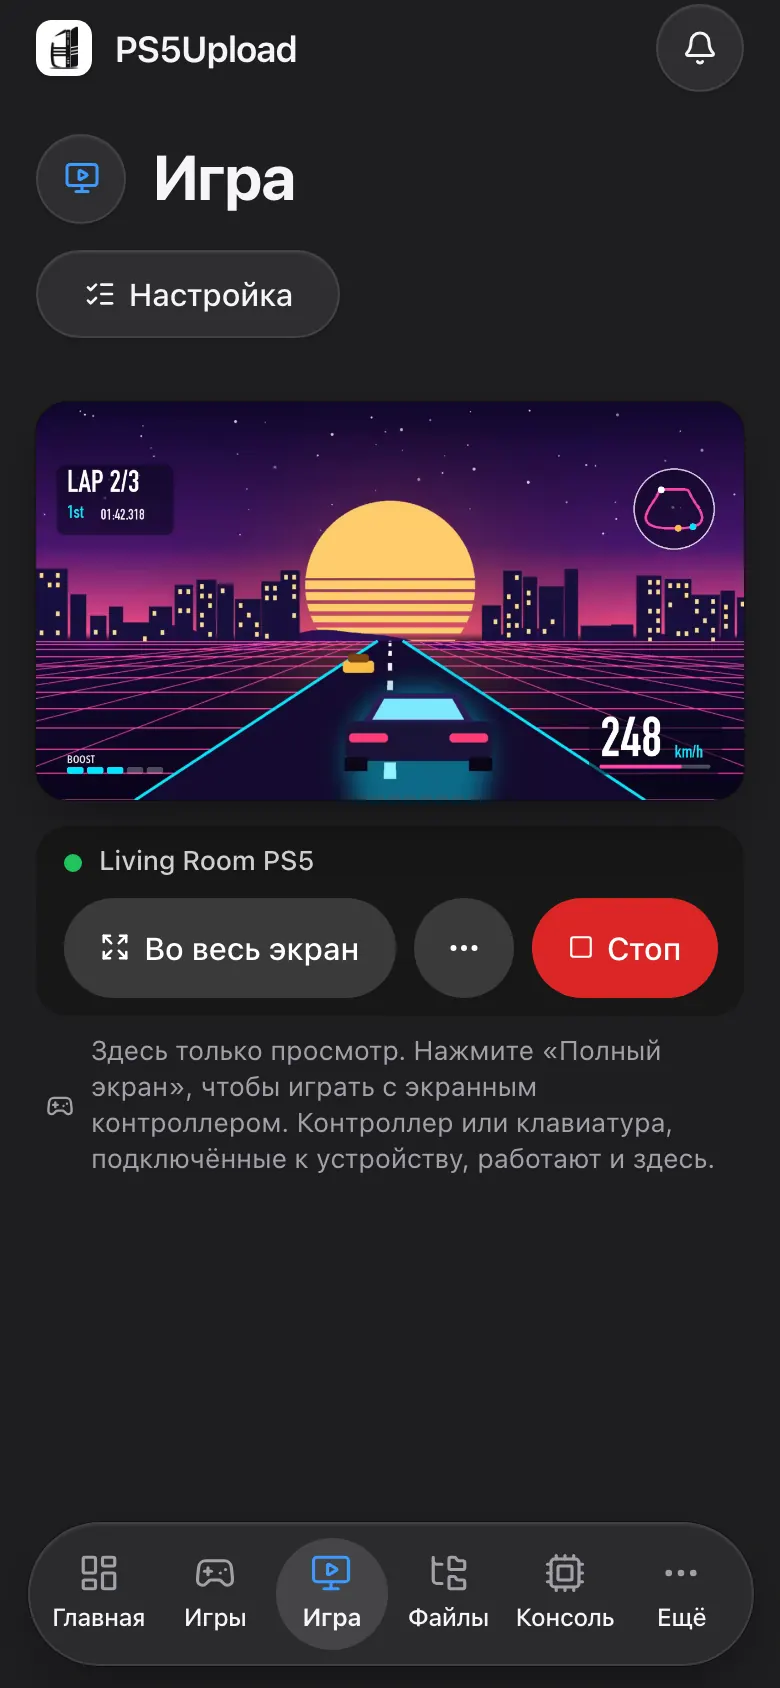 PS5Upload
Игра
Настройка
LAP 2/3
1st 01:42.318
248 km/h
BOOST
Living Room PS5
Во весь экран
Стоп
Здесь только просмотр. Нажмите «Полный
экран», чтобы играть с экранным
контроллером. Контроллер или клавиатура,
подключённые к устройству, работают и здесь.
Главная
Игры
Игра
Файлы
Консоль
Ещё